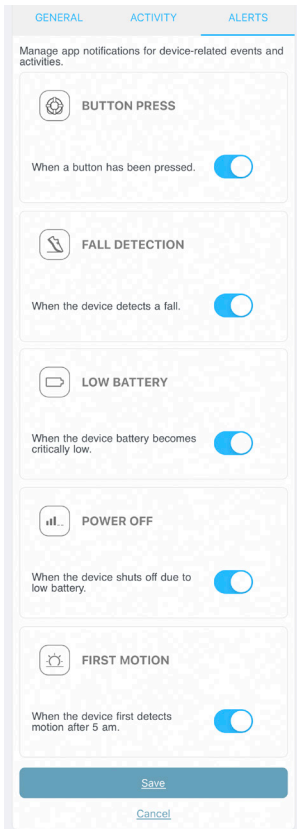 GENERAL ACTIVITY ALERTS
Manage app notifications for device-related events and
activities.
BUTTON PRESS
When a button has been pressed.
FALL DETECTION
When the device detects a fall.
LOW BATTERY
When the device battery becomes
critically low.
POWER OFF
When the device shuts off due to
low battery.
FIRST MOTION
When the device first detects
motion after 5 am.
Save
Cancel